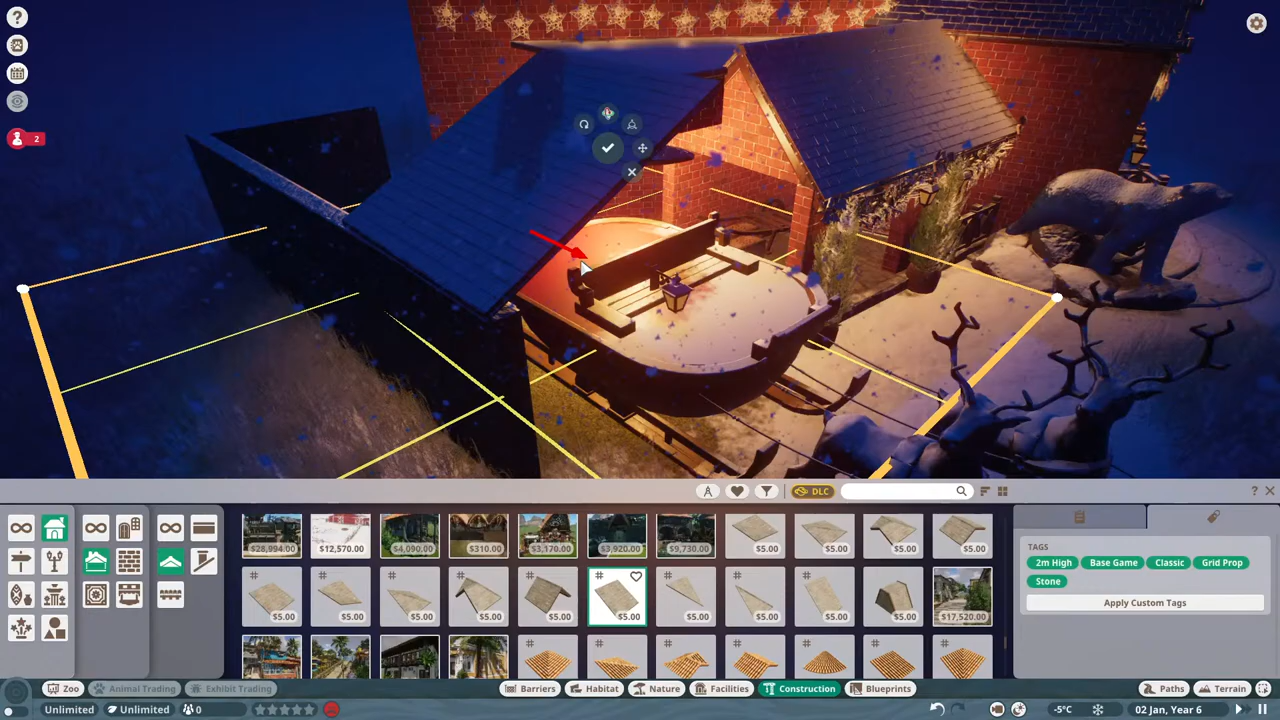 ?
2
DLC
? ×
$28,994.00 $12,570.00 $4,090.00 $310.00 $3,170.00 $3,920.00 $9,730.00 $5.00 $5.00 $5.00 $5.00
# $5.00 # $5.00 # $5.00 # $5.00 # $5.00 # $5.00 # $5.00 # $5.00 # $5.00 # $5.00 $17,520.00
# # # # # # #
TAGS
2m High Base Game Classic Grid Prop
Stone
Apply Custom Tags
Zoo Animal Trading Exhibit Trading Barriers Habitat Nature Facilities Construction Blueprints Paths Terrain
Unlimited Unlimited 0 -5°C 02 Jan, Year 6